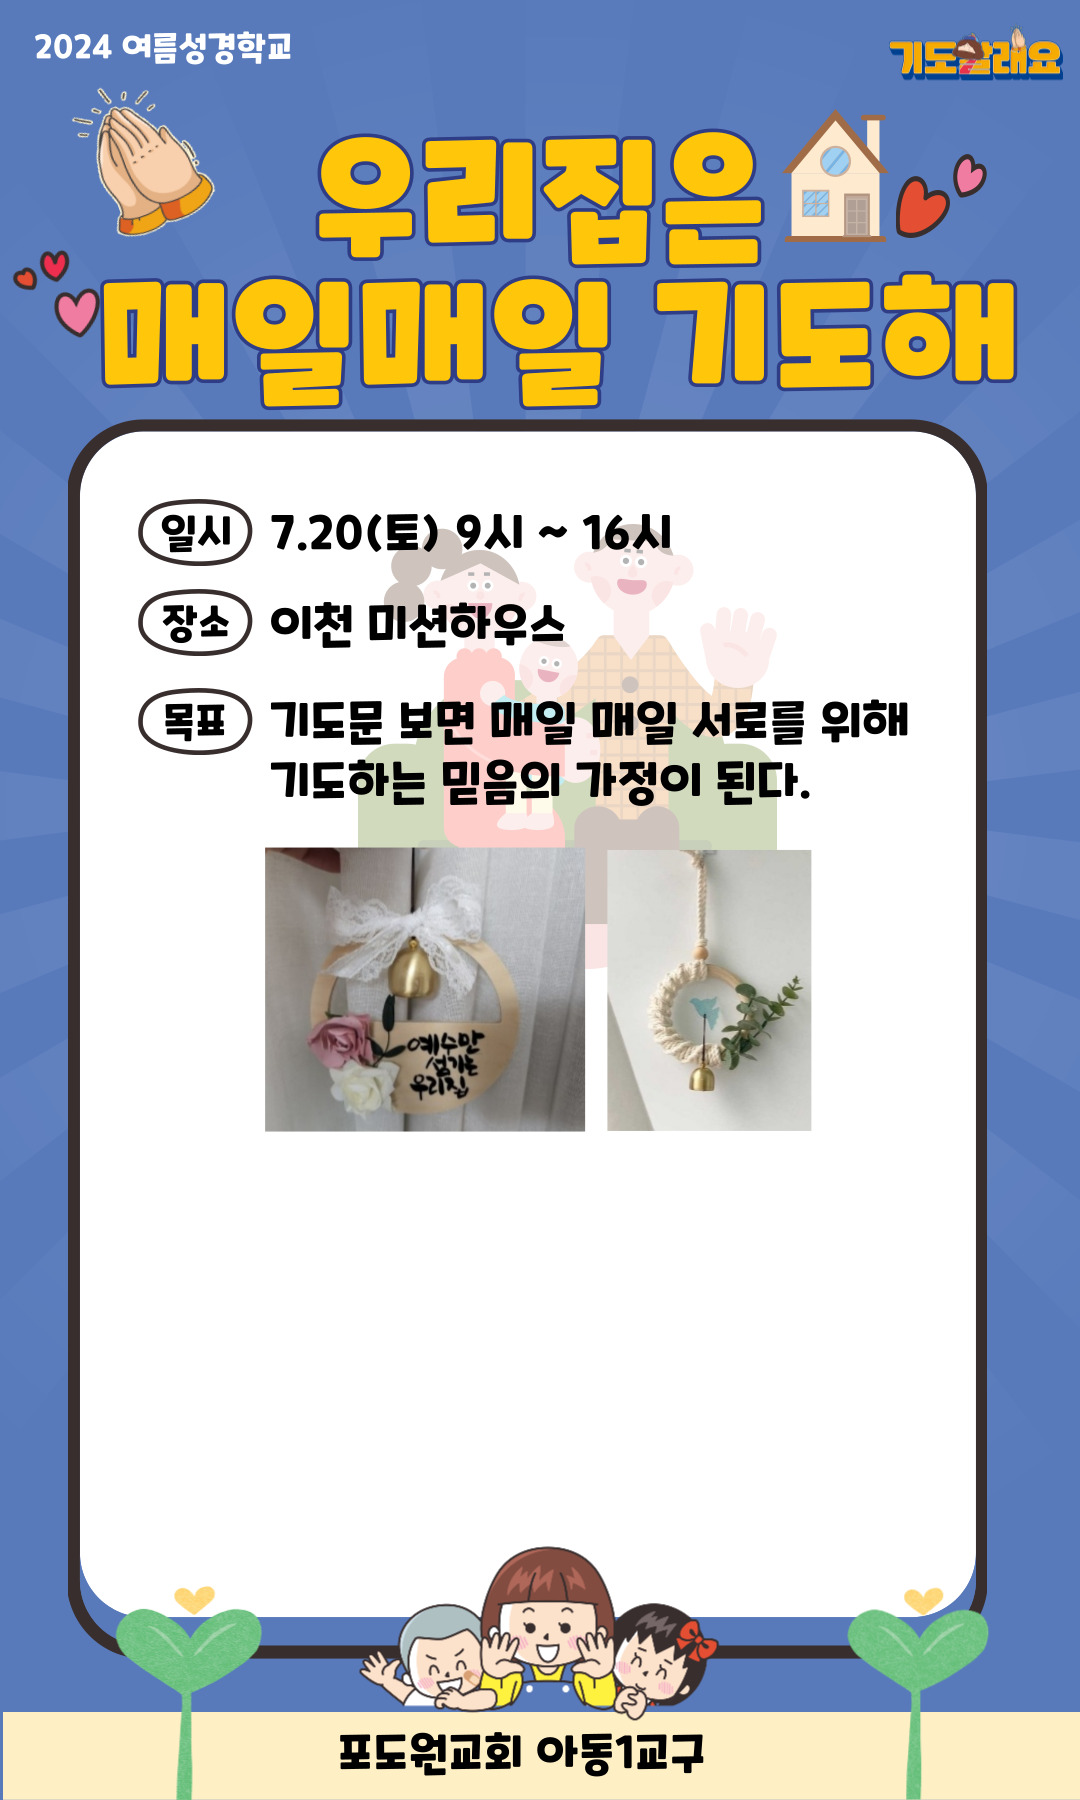 2024 여름성경학교
기도할래요
우리집은
매일매일 기도해
일시 7.20(토) 9시 ~ 16시
장소 이천 미션하우스
목표 기도문 보면 매일 매일 서로를 위해
기도하는 믿음의 가정이 된다.
예수만
섬기는
우리집
포도원교회 아동1교구